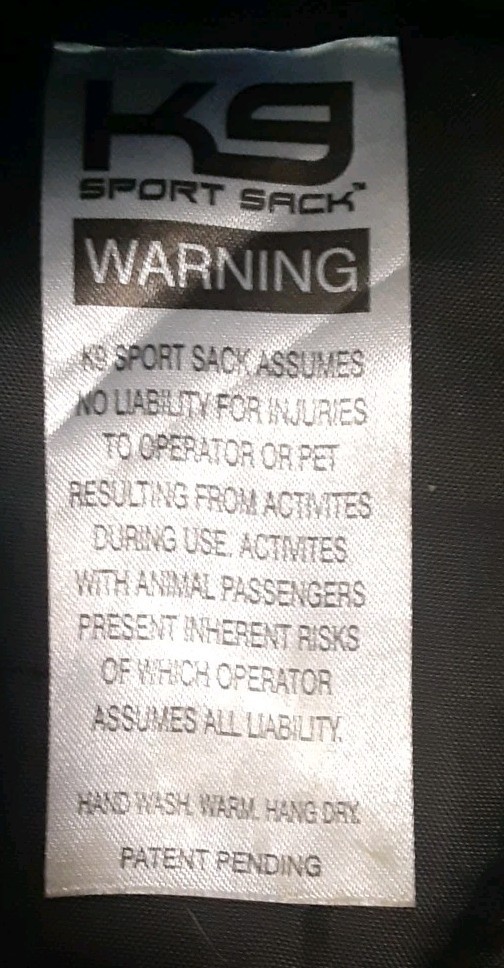 K9
SPORT SACK™
WARNING
K9 SPORT SACK ASSUMES
NO LIABILITY FOR INJURIES
TO OPERATOR OR PET
RESULTING FROM ACTIVITES
DURING USE. ACTIVITES
WITH ANIMAL PASSENGERS
PRESENT INHERENT RISKS
OF WHICH OPERATOR
ASSUMES ALL LIABILITY.
HAND WASH. WARM. HANG DRY.
PATENT PENDING